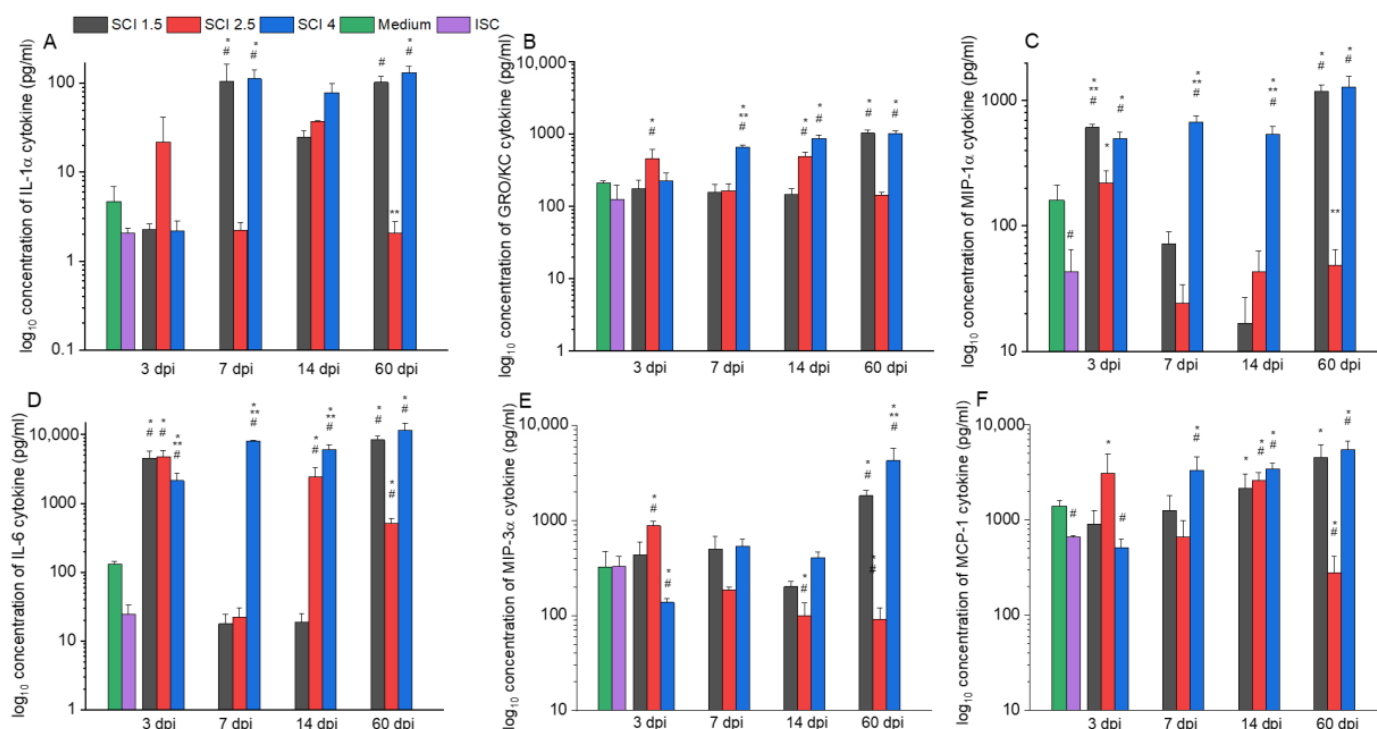 SCI 1.5 SCI 2.5 SCI 4 Medium ISC
A
log10 concentration of IL-1α cytokine (pg/ml)
100
10
1
0.1
* # * # # * # **
3 dpi 7 dpi 14 dpi 60 dpi
B
log10 concentration of GRO/KC cytokine (pg/ml)
10,000
1000
100
10
1
* # * ** # * # * # * # * #
3 dpi 7 dpi 14 dpi 60 dpi
C
log10 concentration of MIP-1α cytokine (pg/ml)
1000
100
10
# * ** # * * # * ** # * ** # * # ** * #
3 dpi 7 dpi 14 dpi 60 dpi
D
log10 concentration of IL-6 cytokine (pg/ml)
10,000
1000
100
10
1
* # * # * ** # * ** # * # * ** # * # * # * #
3 dpi 7 dpi 14 dpi 60 dpi
E
log10 concentration of MIP-3α cytokine (pg/ml)
10,000
1000
100
10
* # * # * # * # * # * ** #
3 dpi 7 dpi 14 dpi 60 dpi
F
log10 concentration of MCP-1 cytokine (pg/ml)
10,000
1000
100
10
# * # * # * * # * # * * # * #
3 dpi 7 dpi 14 dpi 60 dpi